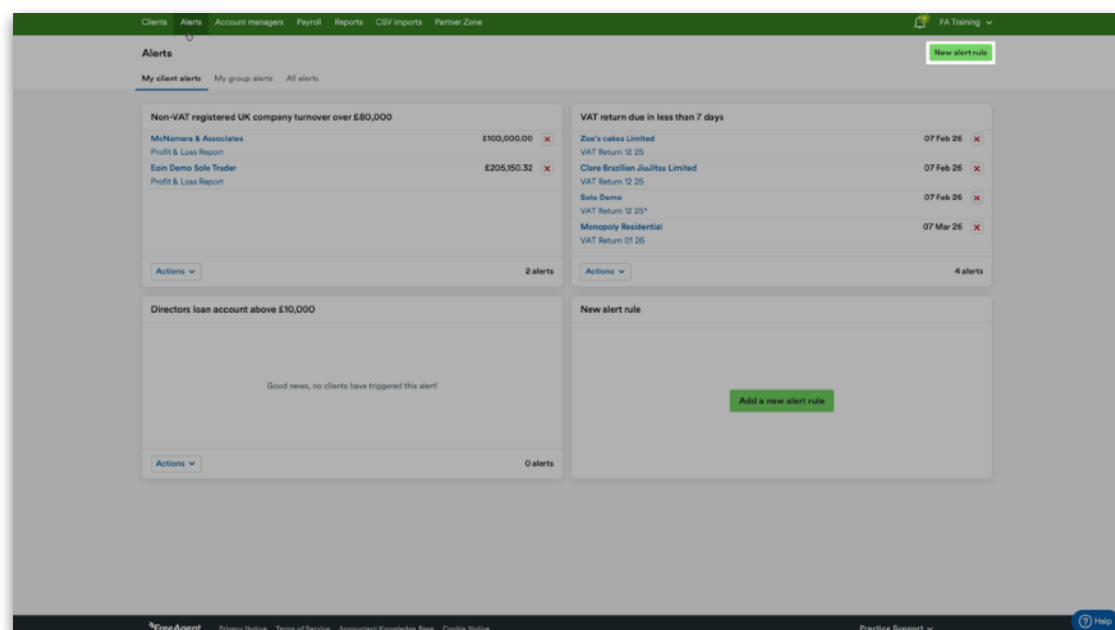 Clients Alerts Account managers Payroll Reports CSV imports Partner Zone FA Training
Alerts
New alert rule
My client alerts My group alerts All alerts
Non-VAT registered UK company turnover over £80,000
McNamara & Associates £100,000.00
Profit & Loss Report
Eoin Demo Sole Trader £205,150.32
Profit & Loss Report
Actions 2 alerts
VAT return due in less than 7 days
Zoe's cakes Limited 07 Feb 26
VAT Return 12 25
Clare Brazilian JiuJitsu Limited 07 Feb 26
VAT Return 12 25
Solo Demo 07 Feb 26
VAT Return 12 25*
Monopoly Residential 07 Mar 26
VAT Return 01 26
Actions 4 alerts
Directors loan account above £10,000
Good news, no clients have triggered this alert!
Actions 0 alerts
New alert rule
Add a new alert rule
FreeAgent Privacy Notice Terms of Service Accountant Knowledge Base Cookie Notice Practice Support
Help